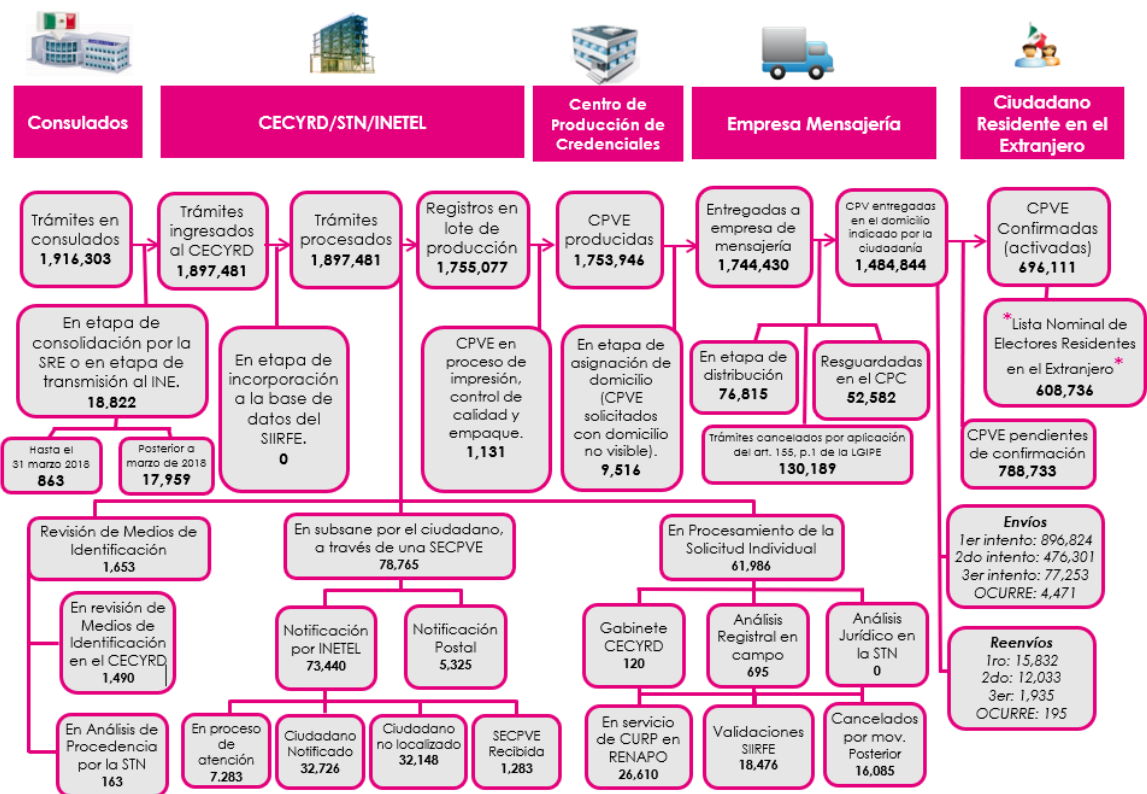 Consulados
CECYRD/STN/INETEL
Centro de
Producción de
Credenciales
Empresa Mensajería
Ciudadano
Residente en el
Extranjero
Trámites en
consulados
1,916,303
Trámites
ingresados
al CECYRD
1,897,481
Trámites
procesados
1,897,481
Registros en
lote de
producción
1,755,077
CPVE
producidas
1,753,946
Entregadas a
empresa de
mensajería
1,744,430
CPV entregadas
en el domicilio
indicado por la
ciudadanía
1,484,844
CPVE
Confirmadas
(activadas)
696,111
En etapa de
consolidación por la
SRE o en etapa de
transmisión al INE.
18,822
Hasta el
31 marzo 2018
863
Posterior a
marzo de 2018
17,959
En etapa de
incorporación
a la base de
datos del
SIIRFE.
0
CPVE en
proceso de
impresión,
control de
calidad y
empaque.
1,131
En etapa de
asignación de
domicilio
(CPVE
solicitados
con domicilio
no visible).
9,516
En etapa de
distribución
76,815
Resguardadas
en el CPC
52,582
Trámites cancelados por aplicación
del art. 155, p.1 de la LGIPE
130,189
*Lista Nominal de
Electores Residentes
en el Extranjero*
608,736
CPVE pendientes
de confirmación
788,733
Revisión de Medios de
Identificación
1,653
En revisión de
Medios de
Identificación
en el CECYRD
1,490
En Análisis de
Procedencia
por la STN
163
En subsane por el ciudadano,
a través de una SECPVE
78,765
Notificación
por INETEL
73,440
Notificación
Postal
5,325
En proceso
de
atención
7.283
Ciudadano
Notificado
32,726
Ciudadano
no localizado
32,148
SECPVE
Recibida
1,283
En Procesamiento de la
Solicitud Individual
61,986
Gabinete
CECYRD
120
Análisis
Registral en
campo
695
Análisis
Jurídico en
la STN
0
En servicio
de CURP en
RENAPO
26,610
Validaciones
SIIRFE
18,476
Cancelados
por mov.
Posterior
16,085
Envíos
1er intento: 896,824
2do intento: 476,301
3er intento: 77,253
OCURRE: 4,471
Reenvíos
1ro: 15,832
2do: 12,033
3er: 1,935
OCURRE: 195